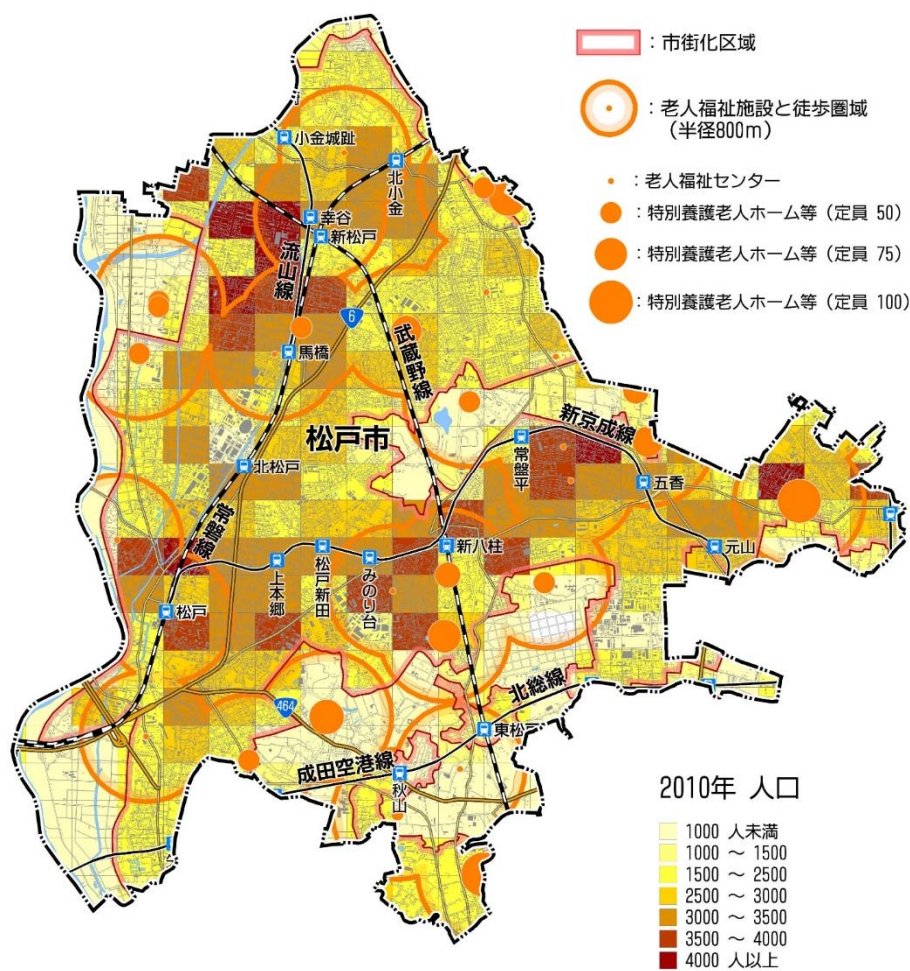 ：市街化区域
：老人福祉施設と徒歩圏域
（半径800m）
：老人福祉センター
：特別養護老人ホーム等（定員 50）
：特別養護老人ホーム等（定員 75）
：特別養護老人ホーム等（定員 100）
小金城趾
北小金
幸谷
新松戸
流山線
6
武蔵野線
馬橋
新京成線
松戸市
常盤平
北松戸
五香
常磐線
新八柱
元山
上本郷
松戸新田
みのり台
松戸
北総線
464
東松戸
成田空港線
秋山
2010年 人口
1000 人未満
1000 ～ 1500
1500 ～ 2500
2500 ～ 3000
3000 ～ 3500
3500 ～ 4000
4000 人以上